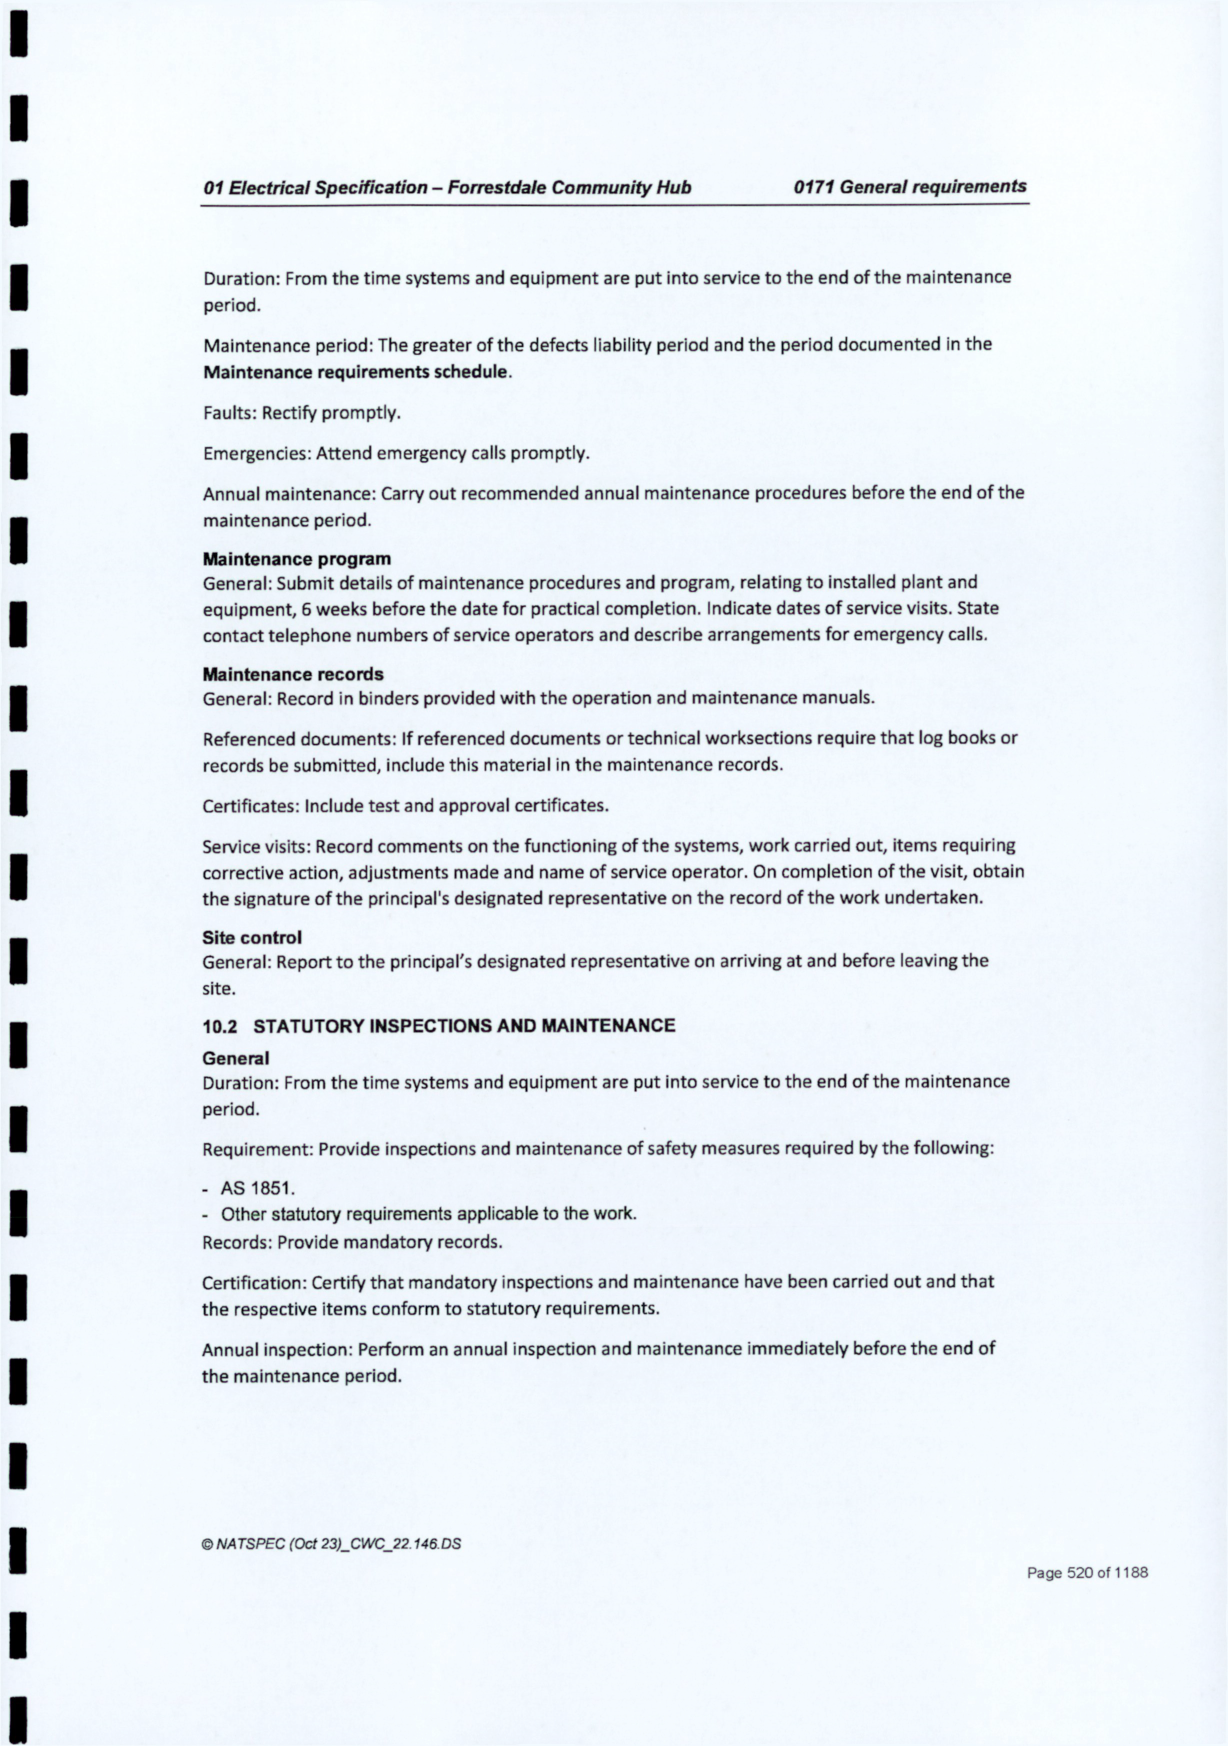 01 Electrical Specification – Forrestdale Community Hub 0171 General requirements
Duration: From the time systems and equipment are put into service to the end of the maintenance
period.
Maintenance period: The greater of the defects liability period and the period documented in the
Maintenance requirements schedule.
Faults: Rectify promptly.
Emergencies: Attend emergency calls promptly.
Annual maintenance: Carry out recommended annual maintenance procedures before the end of the
maintenance period.
Maintenance program
General: Submit details of maintenance procedures and program, relating to installed plant and
equipment, 6 weeks before the date for practical completion. Indicate dates of service visits. State
contact telephone numbers of service operators and describe arrangements for emergency calls.
Maintenance records
General: Record in binders provided with the operation and maintenance manuals.
Referenced documents: If referenced documents or technical worksections require that log books or
records be submitted, include this material in the maintenance records.
Certificates: Include test and approval certificates.
Service visits: Record comments on the functioning of the systems, work carried out, items requiring
corrective action, adjustments made and name of service operator. On completion of the visit, obtain
the signature of the principal's designated representative on the record of the work undertaken.
Site control
General: Report to the principal's designated representative on arriving at and before leaving the
site.
10.2 STATUTORY INSPECTIONS AND MAINTENANCE
General
Duration: From the time systems and equipment are put into service to the end of the maintenance
period.
Requirement: Provide inspections and maintenance of safety measures required by the following:
- AS 1851.
- Other statutory requirements applicable to the work.
Records: Provide mandatory records.
Certification: Certify that mandatory inspections and maintenance have been carried out and that
the respective items conform to statutory requirements.
Annual inspection: Perform an annual inspection and maintenance immediately before the end of
the maintenance period.
© NATSPEC (Oct 23)_CWC_22.146.DS
Page 520 of 1188